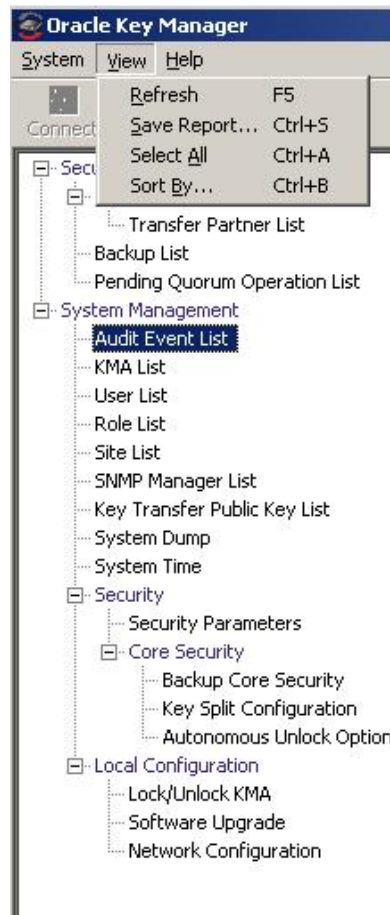 Oracle Key Manager
System View Help
Refresh F5
Save Report... Ctrl+S
Select All Ctrl+A
Sort By... Ctrl+B
Connect
Secu
Transfer Partner List
Backup List
Pending Quorum Operation List
System Management
Audit Event List
KMA List
User List
Role List
Site List
SNMP Manager List
Key Transfer Public Key List
System Dump
System Time
Security
Security Parameters
Core Security
Backup Core Security
Key Split Configuration
Autonomous Unlock Option
Local Configuration
Lock/Unlock KMA
Software Upgrade
Network Configuration